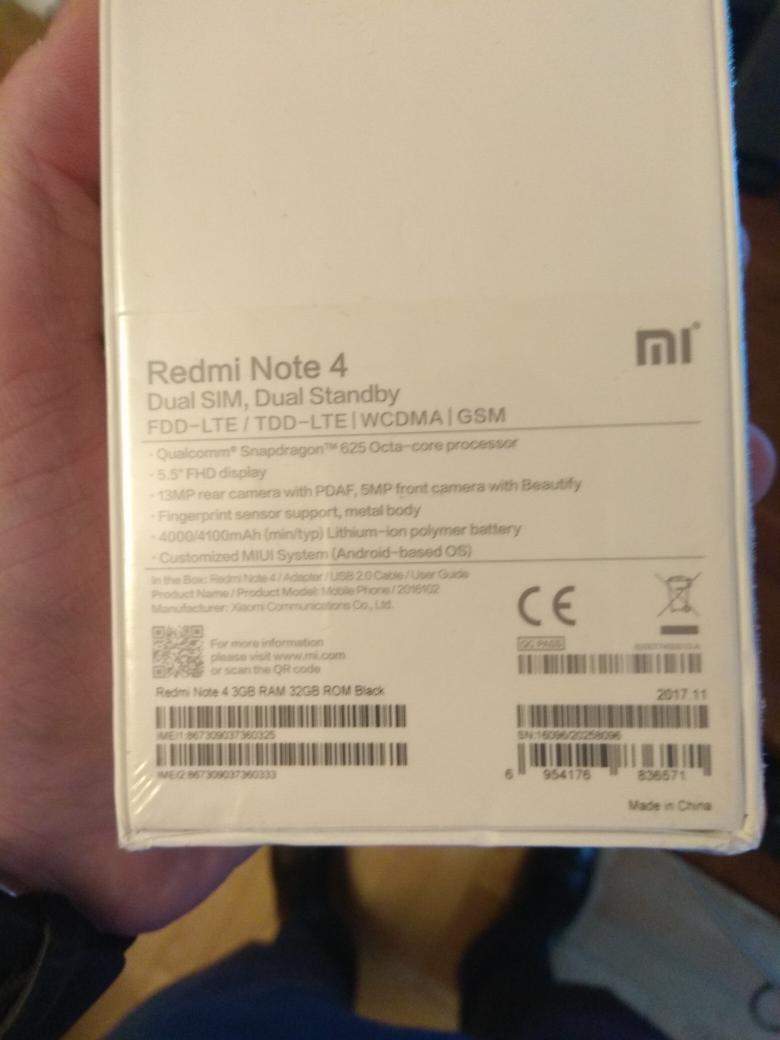 mi
Redmi Note 4
Dual SIM, Dual Standby
FDD-LTE / TDD-LTE | WCDMA | GSM
· Qualcomm® Snapdragon™ 625 Octa-core processor
· 5.5" FHD display
· 13MP rear camera with PDAF, 5MP front camera with Beautify
· Fingerprint sensor support, metal body
· 4000/4100mAh (min/typ) Lithium-ion polymer battery
· Customized MIUI System (Android-based OS)
In the Box: Redmi Note 4 / Adapter / USB 2.0 Cable / User Guide
Product Name / Product Model: Mobile Phone / 2016102
Manufacturer: Xiaomi Communications Co., Ltd.
CE
For more information
please visit www.mi.com
or scan the QR code
QC PASS
Redmi Note 4 3GB RAM 32GB ROM Black
2017.11
IMEI1:867309037360325
SN:16096/20258096
IMEI2:867309037360333
6 954176 836571
Made in China